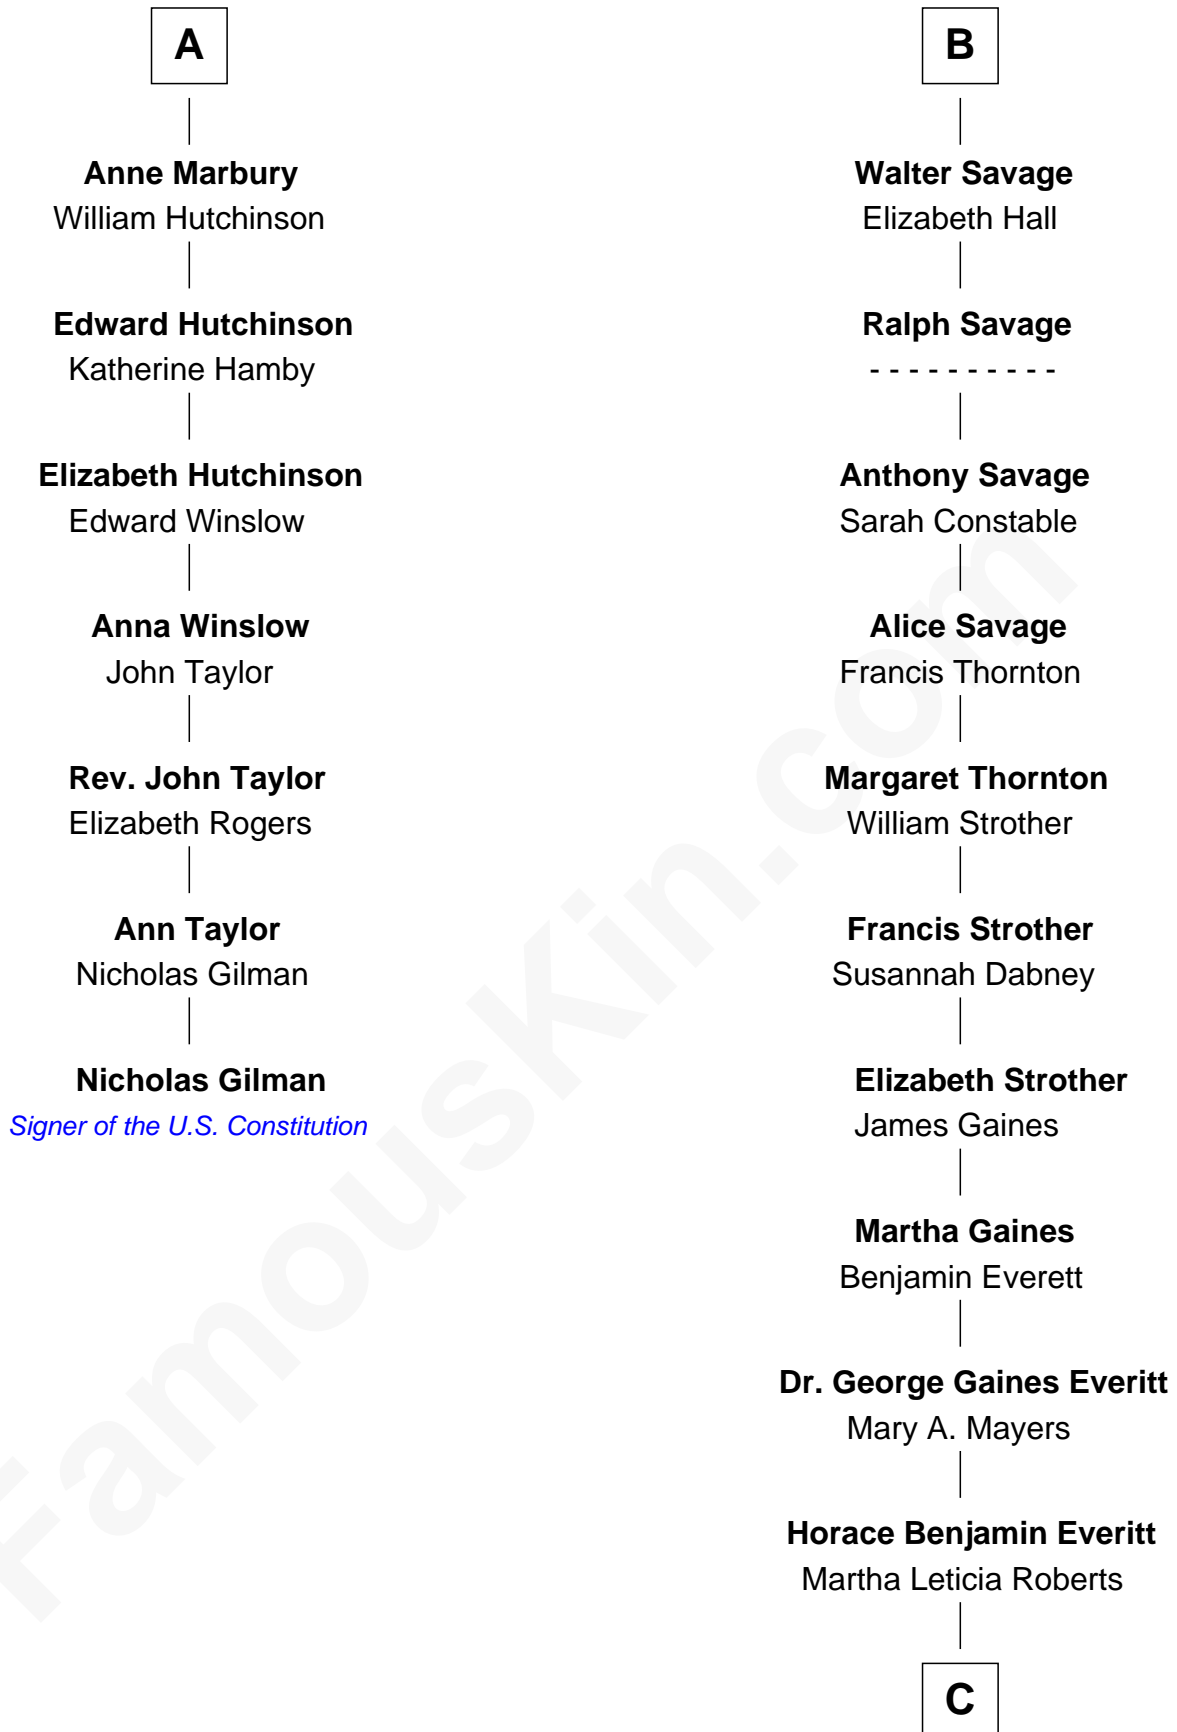 A
Anne Marbury
William Hutchinson
Edward Hutchinson
Katherine Hamby
Elizabeth Hutchinson
Edward Winslow
Anna Winslow
John Taylor
Rev. John Taylor
Elizabeth Rogers
Ann Taylor
Nicholas Gilman
Nicholas Gilman
Signer of the U.S. Constitution
B
Walter Savage
Elizabeth Hall
Ralph Savage
- - - - - - - - - -
Anthony Savage
Sarah Constable
Alice Savage
Francis Thornton
Margaret Thornton
William Strother
Francis Strother
Susannah Dabney
Elizabeth Strother
James Gaines
Martha Gaines
Benjamin Everett
Dr. George Gaines Everitt
Mary A. Mayers
Horace Benjamin Everitt
Martha Leticia Roberts
C
FamousKin.com